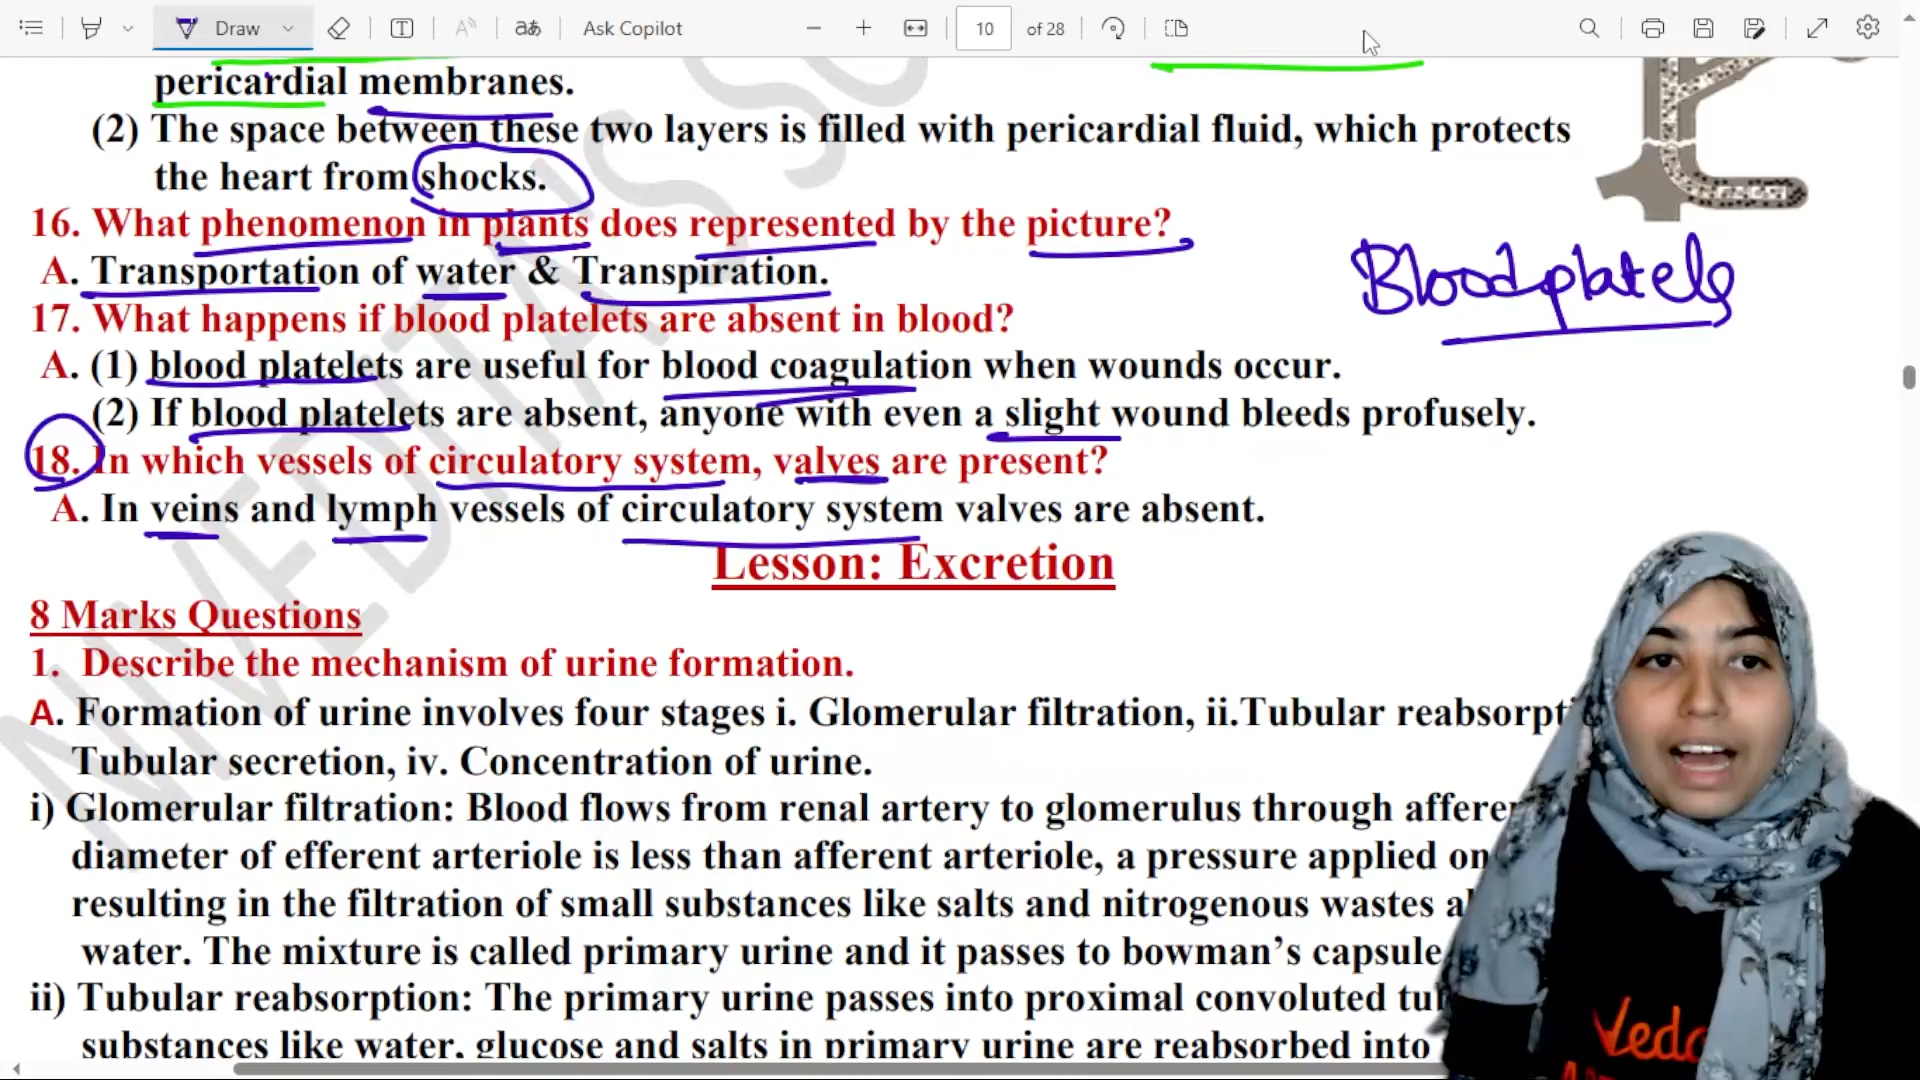 Draw
Ask Copilot
10 of 28
pericardial membranes.
(2) The space between these two layers is filled with pericardial fluid, which protects
the heart from shocks.
16. What phenomenon in plants does represented by the picture?
A. Transportation of water & Transpiration.
Blood platelets
17. What happens if blood platelets are absent in blood?
A. (1) blood platelets are useful for blood coagulation when wounds occur.
(2) If blood platelets are absent, anyone with even a slight wound bleeds profusely.
18. In which vessels of circulatory system, valves are present?
A. In veins and lymph vessels of circulatory system valves are absent.
Lesson: Excretion
8 Marks Questions
1. Describe the mechanism of urine formation.
A. Formation of urine involves four stages i. Glomerular filtration, ii.Tubular reabsorpti
Tubular secretion, iv. Concentration of urine.
i) Glomerular filtration: Blood flows from renal artery to glomerulus through affere
diameter of efferent arteriole is less than afferent arteriole, a pressure applied on
resulting in the filtration of small substances like salts and nitrogenous wastes al
water. The mixture is called primary urine and it passes to bowman's capsule
ii) Tubular reabsorption: The primary urine passes into proximal convoluted tu
substances like water, glucose and salts in primary urine are reabsorbed into